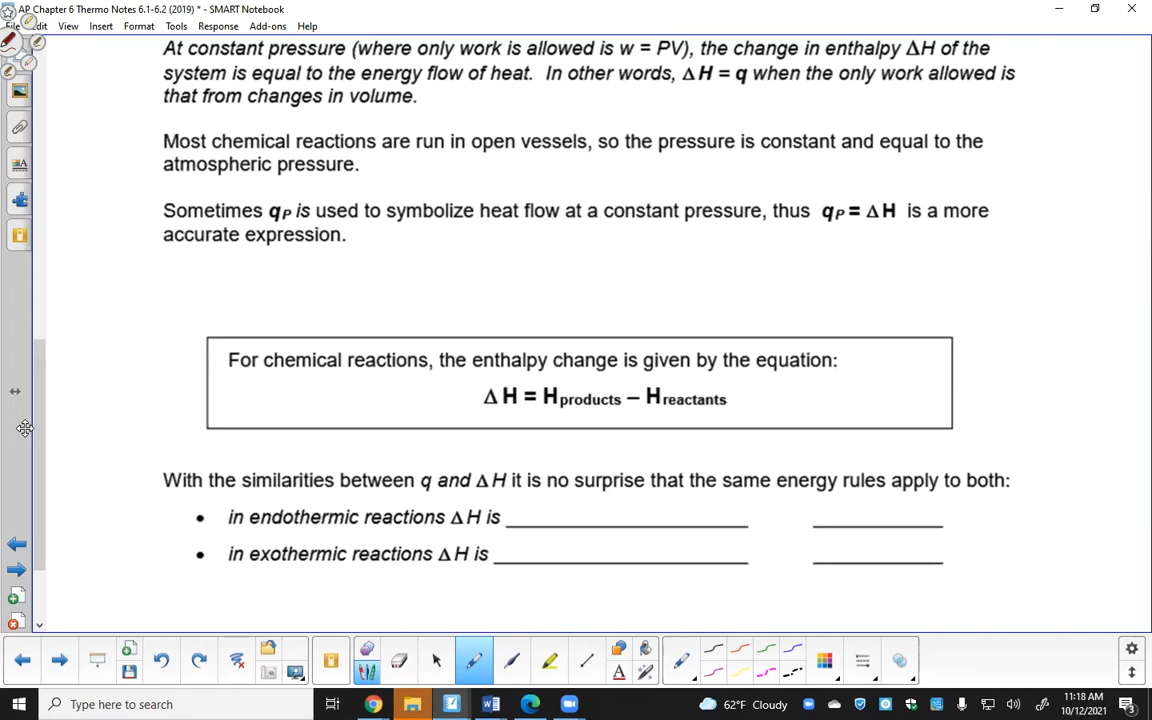 AP Chapter 6 Thermo Notes 6.1-6.2 (2019) * - SMART Notebook
Edit View Insert Format Tools Response Add-ons Help
At constant pressure (where only work is allowed is w = PV), the change in enthalpy ΔH of the
system is equal to the energy flow of heat. In other words, ΔH = q when the only work allowed is
that from changes in volume.
Most chemical reactions are run in open vessels, so the pressure is constant and equal to the
atmospheric pressure.
Sometimes qP is used to symbolize heat flow at a constant pressure, thus qP = ΔH is a more
accurate expression.
For chemical reactions, the enthalpy change is given by the equation:
ΔH = Hproducts – Hreactants
With the similarities between q and ΔH it is no surprise that the same energy rules apply to both:
• in endothermic reactions ΔH is ____________________ ___________
• in exothermic reactions ΔH is _____________________ ___________
Type here to search
62°F Cloudy
11:18 AM
10/12/2021
3